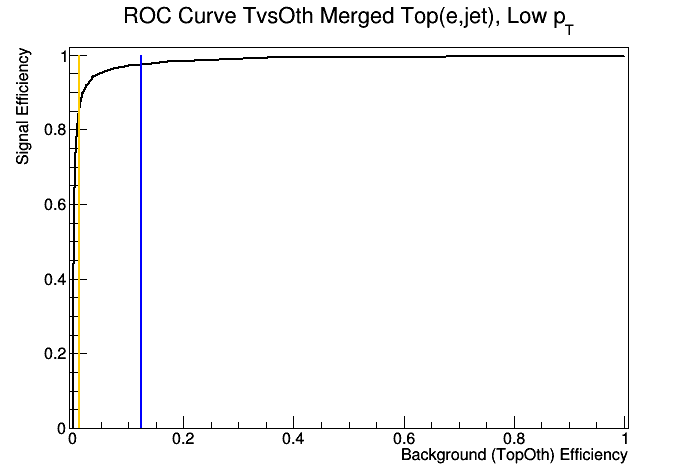 ROC Curve TvsOth Merged Top(e,jet), Low p_T
Signal Efficiency
1
0.8
0.6
0.4
0.2
0
0 0.2 0.4 0.6 0.8 1
Background (TopOth) Efficiency